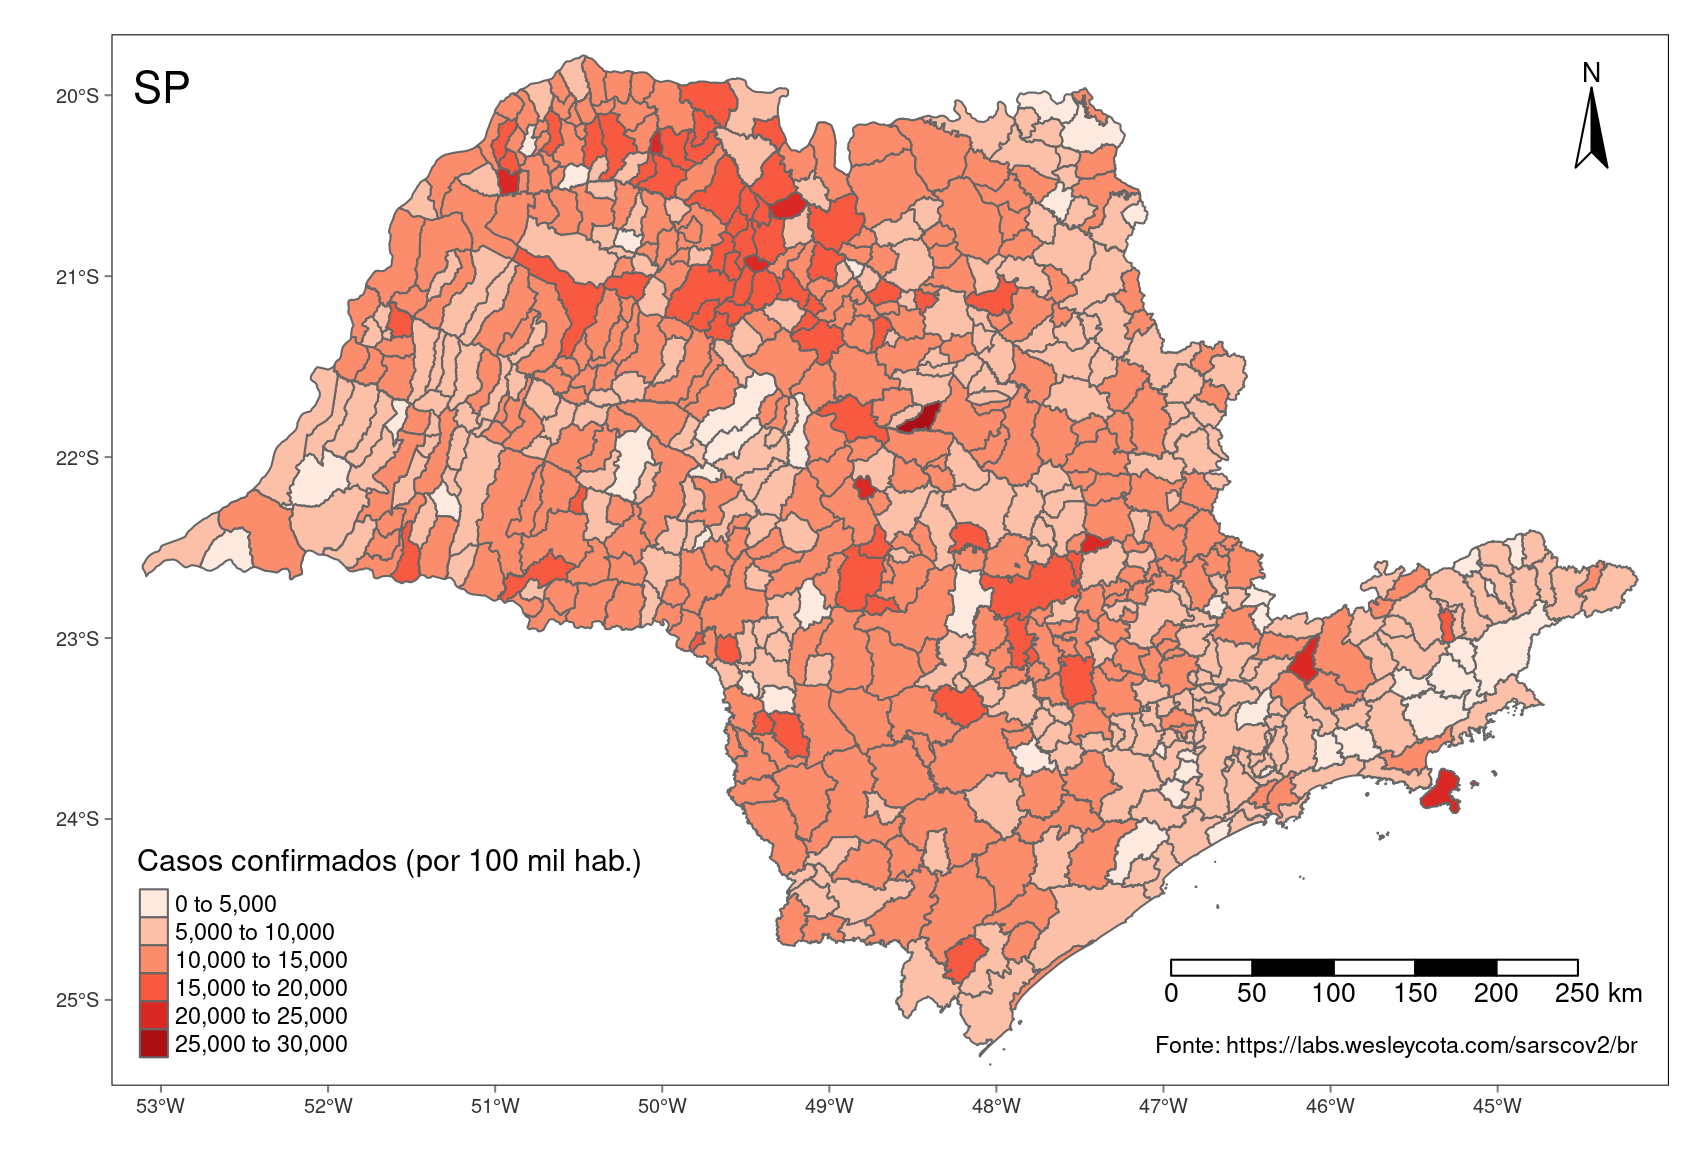 SP
N
20°S
21°S
22°S
23°S
24°S
25°S
Casos confirmados (por 100 mil hab.)
0 to 5,000
5,000 to 10,000
10,000 to 15,000
15,000 to 20,000
20,000 to 25,000
25,000 to 30,000
0 50 100 150 200 250 km
Fonte: https://labs.wesleycota.com/sarscov2/br
53°W 52°W 51°W 50°W 49°W 48°W 47°W 46°W 45°W